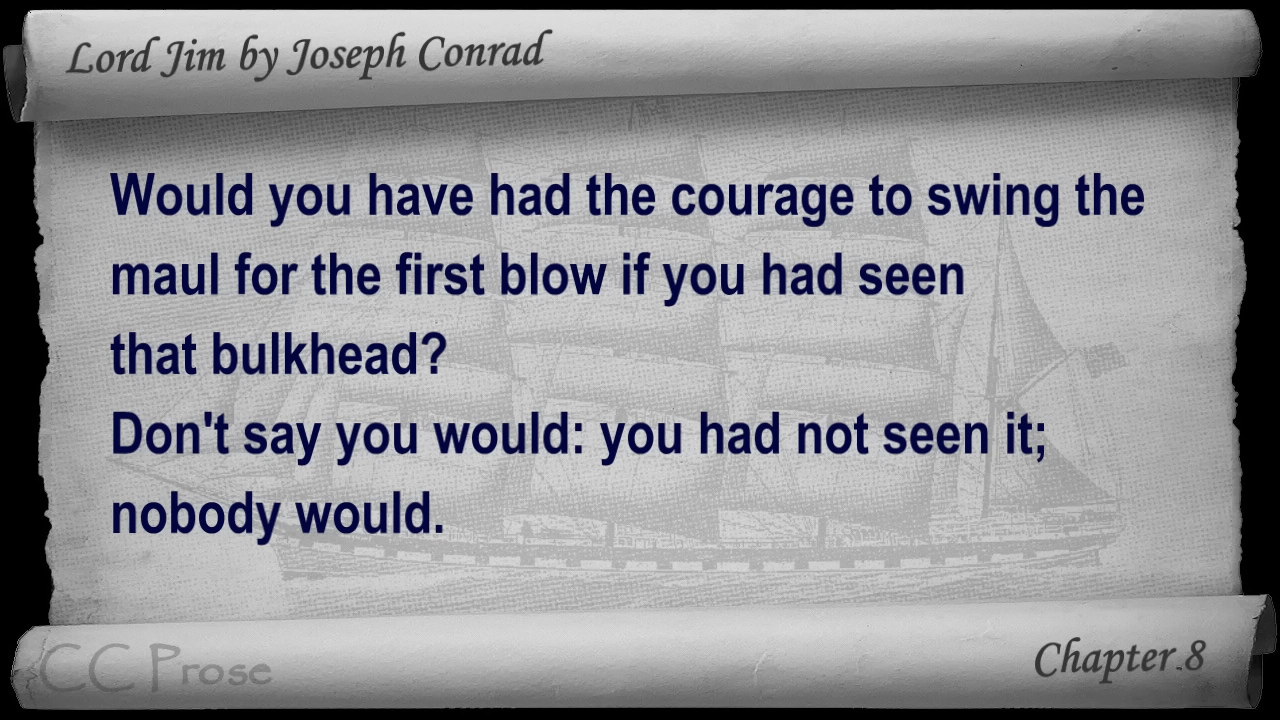 Lord Jim by Joseph Conrad
Would you have had the courage to swing the
maul for the first blow if you had seen
that bulkhead?
Don't say you would: you had not seen it;
nobody would.
CC Prose
Chapter 8